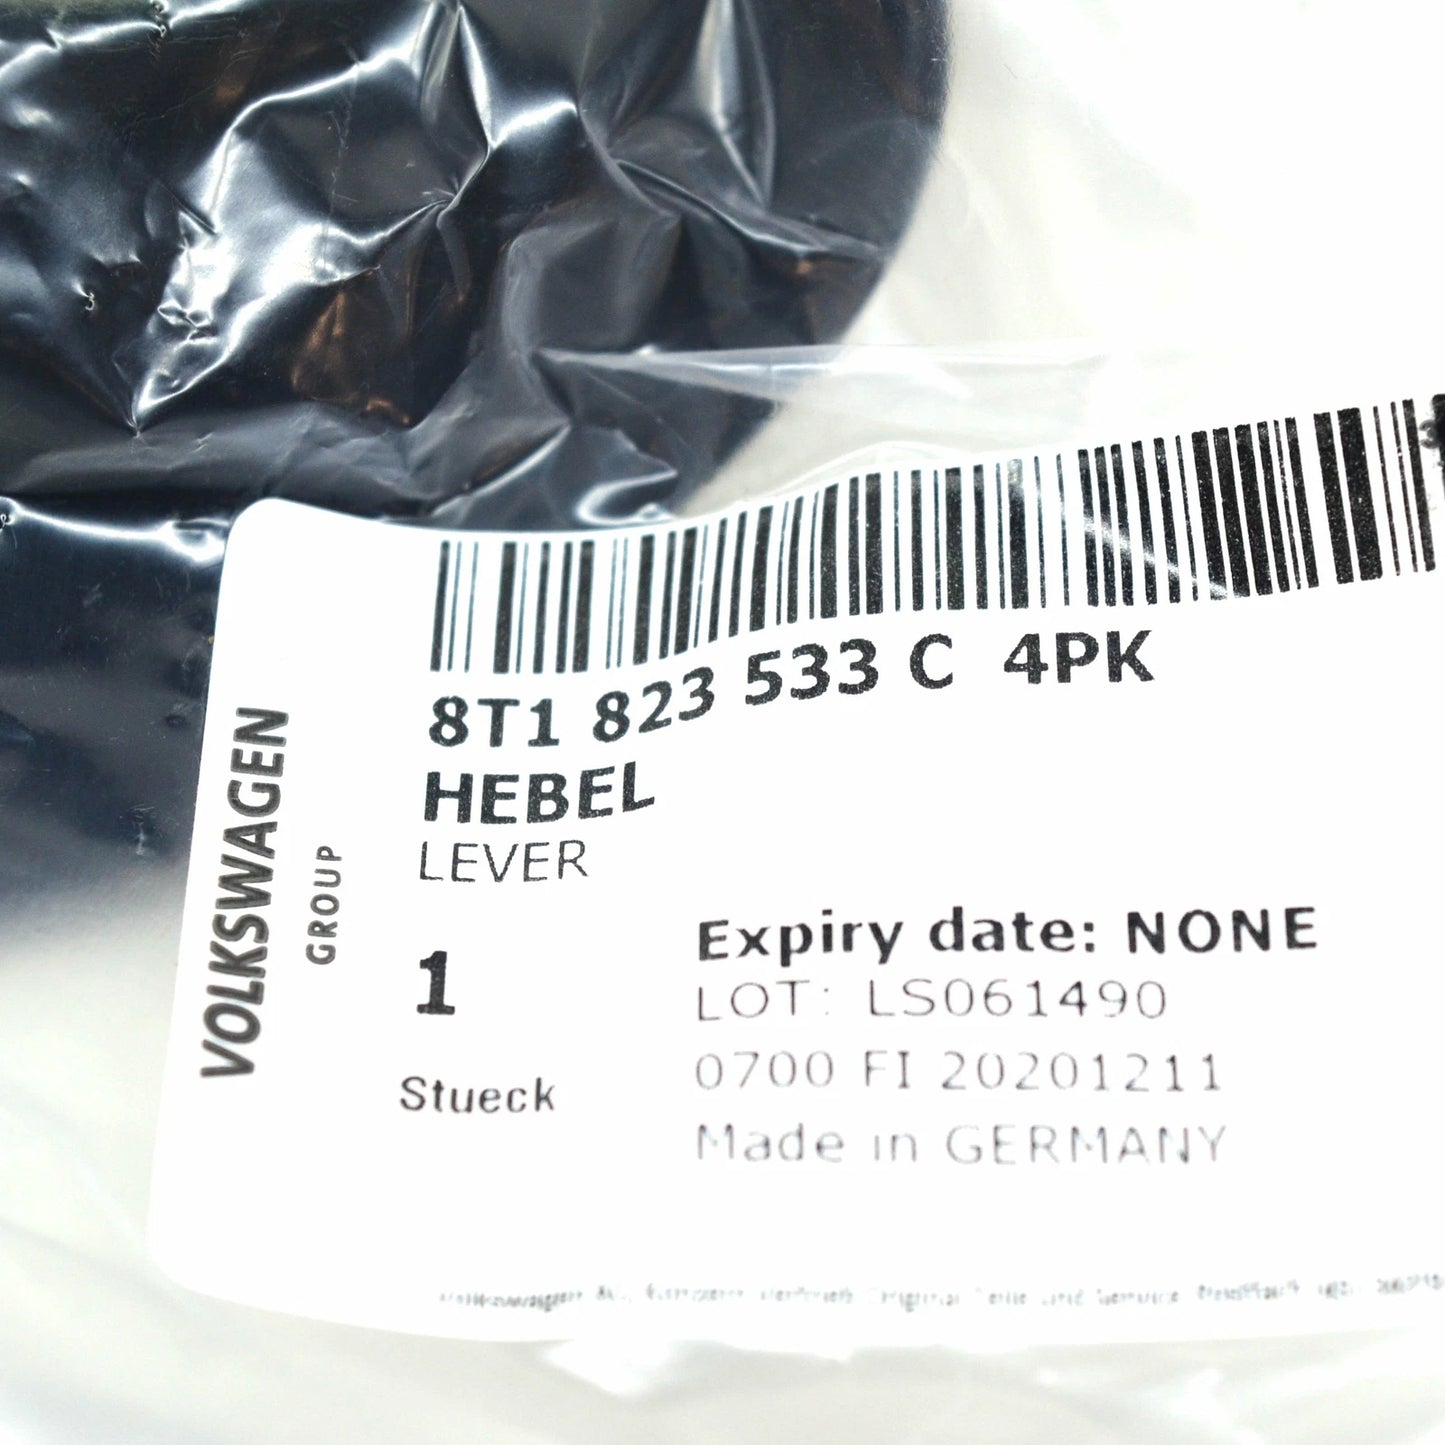 8T1 823 533 C 4PK
HEBEL
LEVER
VOLKSWAGEN
GROUP
1
Stueck
Expiry date: NONE
LOT: LS061490
0700 FI 20201211
Made in GERMANY